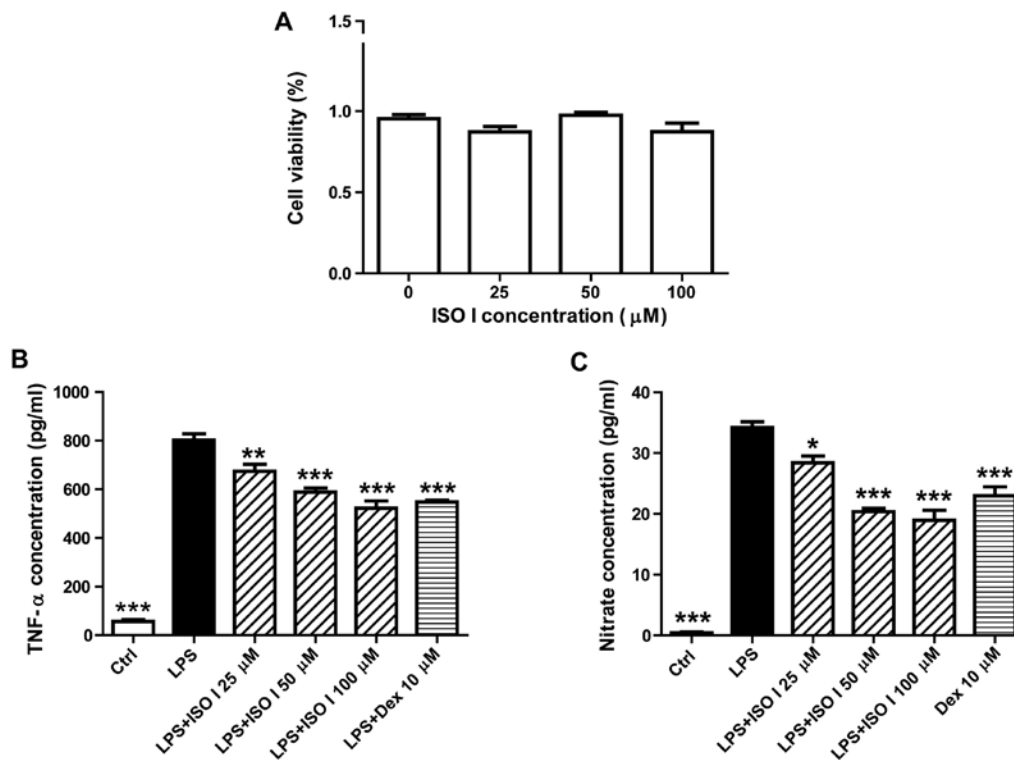 A
Cell viability (%)
1.5
1.0
0.5
0.0
0 25 50 100
ISO I concentration ( μM)
B
TNF- α concentration (pg/ml)
1000
800
600
400
200
0
***
**
***
***
***
Ctrl
LPS
LPS+ISO I 25 μM
LPS+ISO I 50 μM
LPS+ISO I 100 μM
LPS+Dex 10 μM
C
Nitrate concentration (pg/ml)
40
30
20
10
0
***
*
***
***
***
Ctrl
LPS
LPS+ISO I 25 μM
LPS+ISO I 50 μM
LPS+ISO I 100 μM
Dex 10 μM